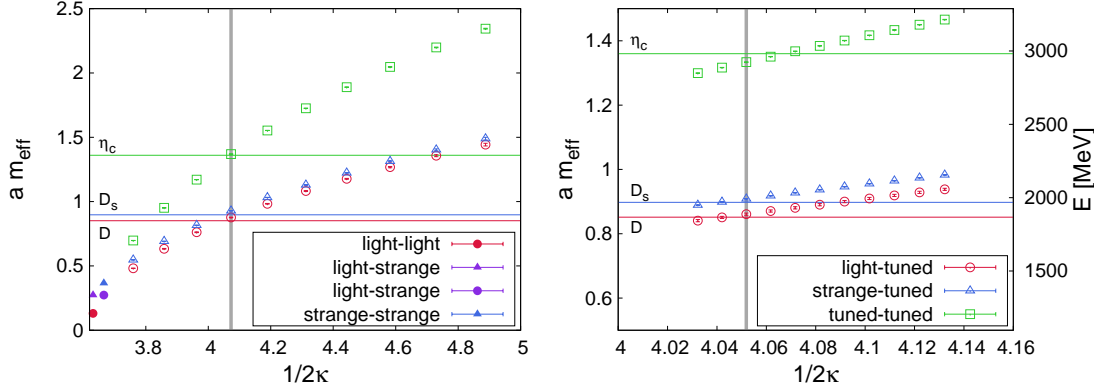 2.5
2
1.5
1
0.5
0
a m_eff
η_c
D_s
D
light-light
light-strange
light-strange
strange-strange
3.8
4
4.2
4.4
4.6
4.8
5
1/2κ
1.4
1.2
1
0.8
0.6
a m_eff
η_c
D_s
D
light-tuned
strange-tuned
tuned-tuned
4
4.02
4.04
4.06
4.08
4.1
4.12
4.14
4.16
1/2κ
3000
2500
2000
1500
E [MeV]